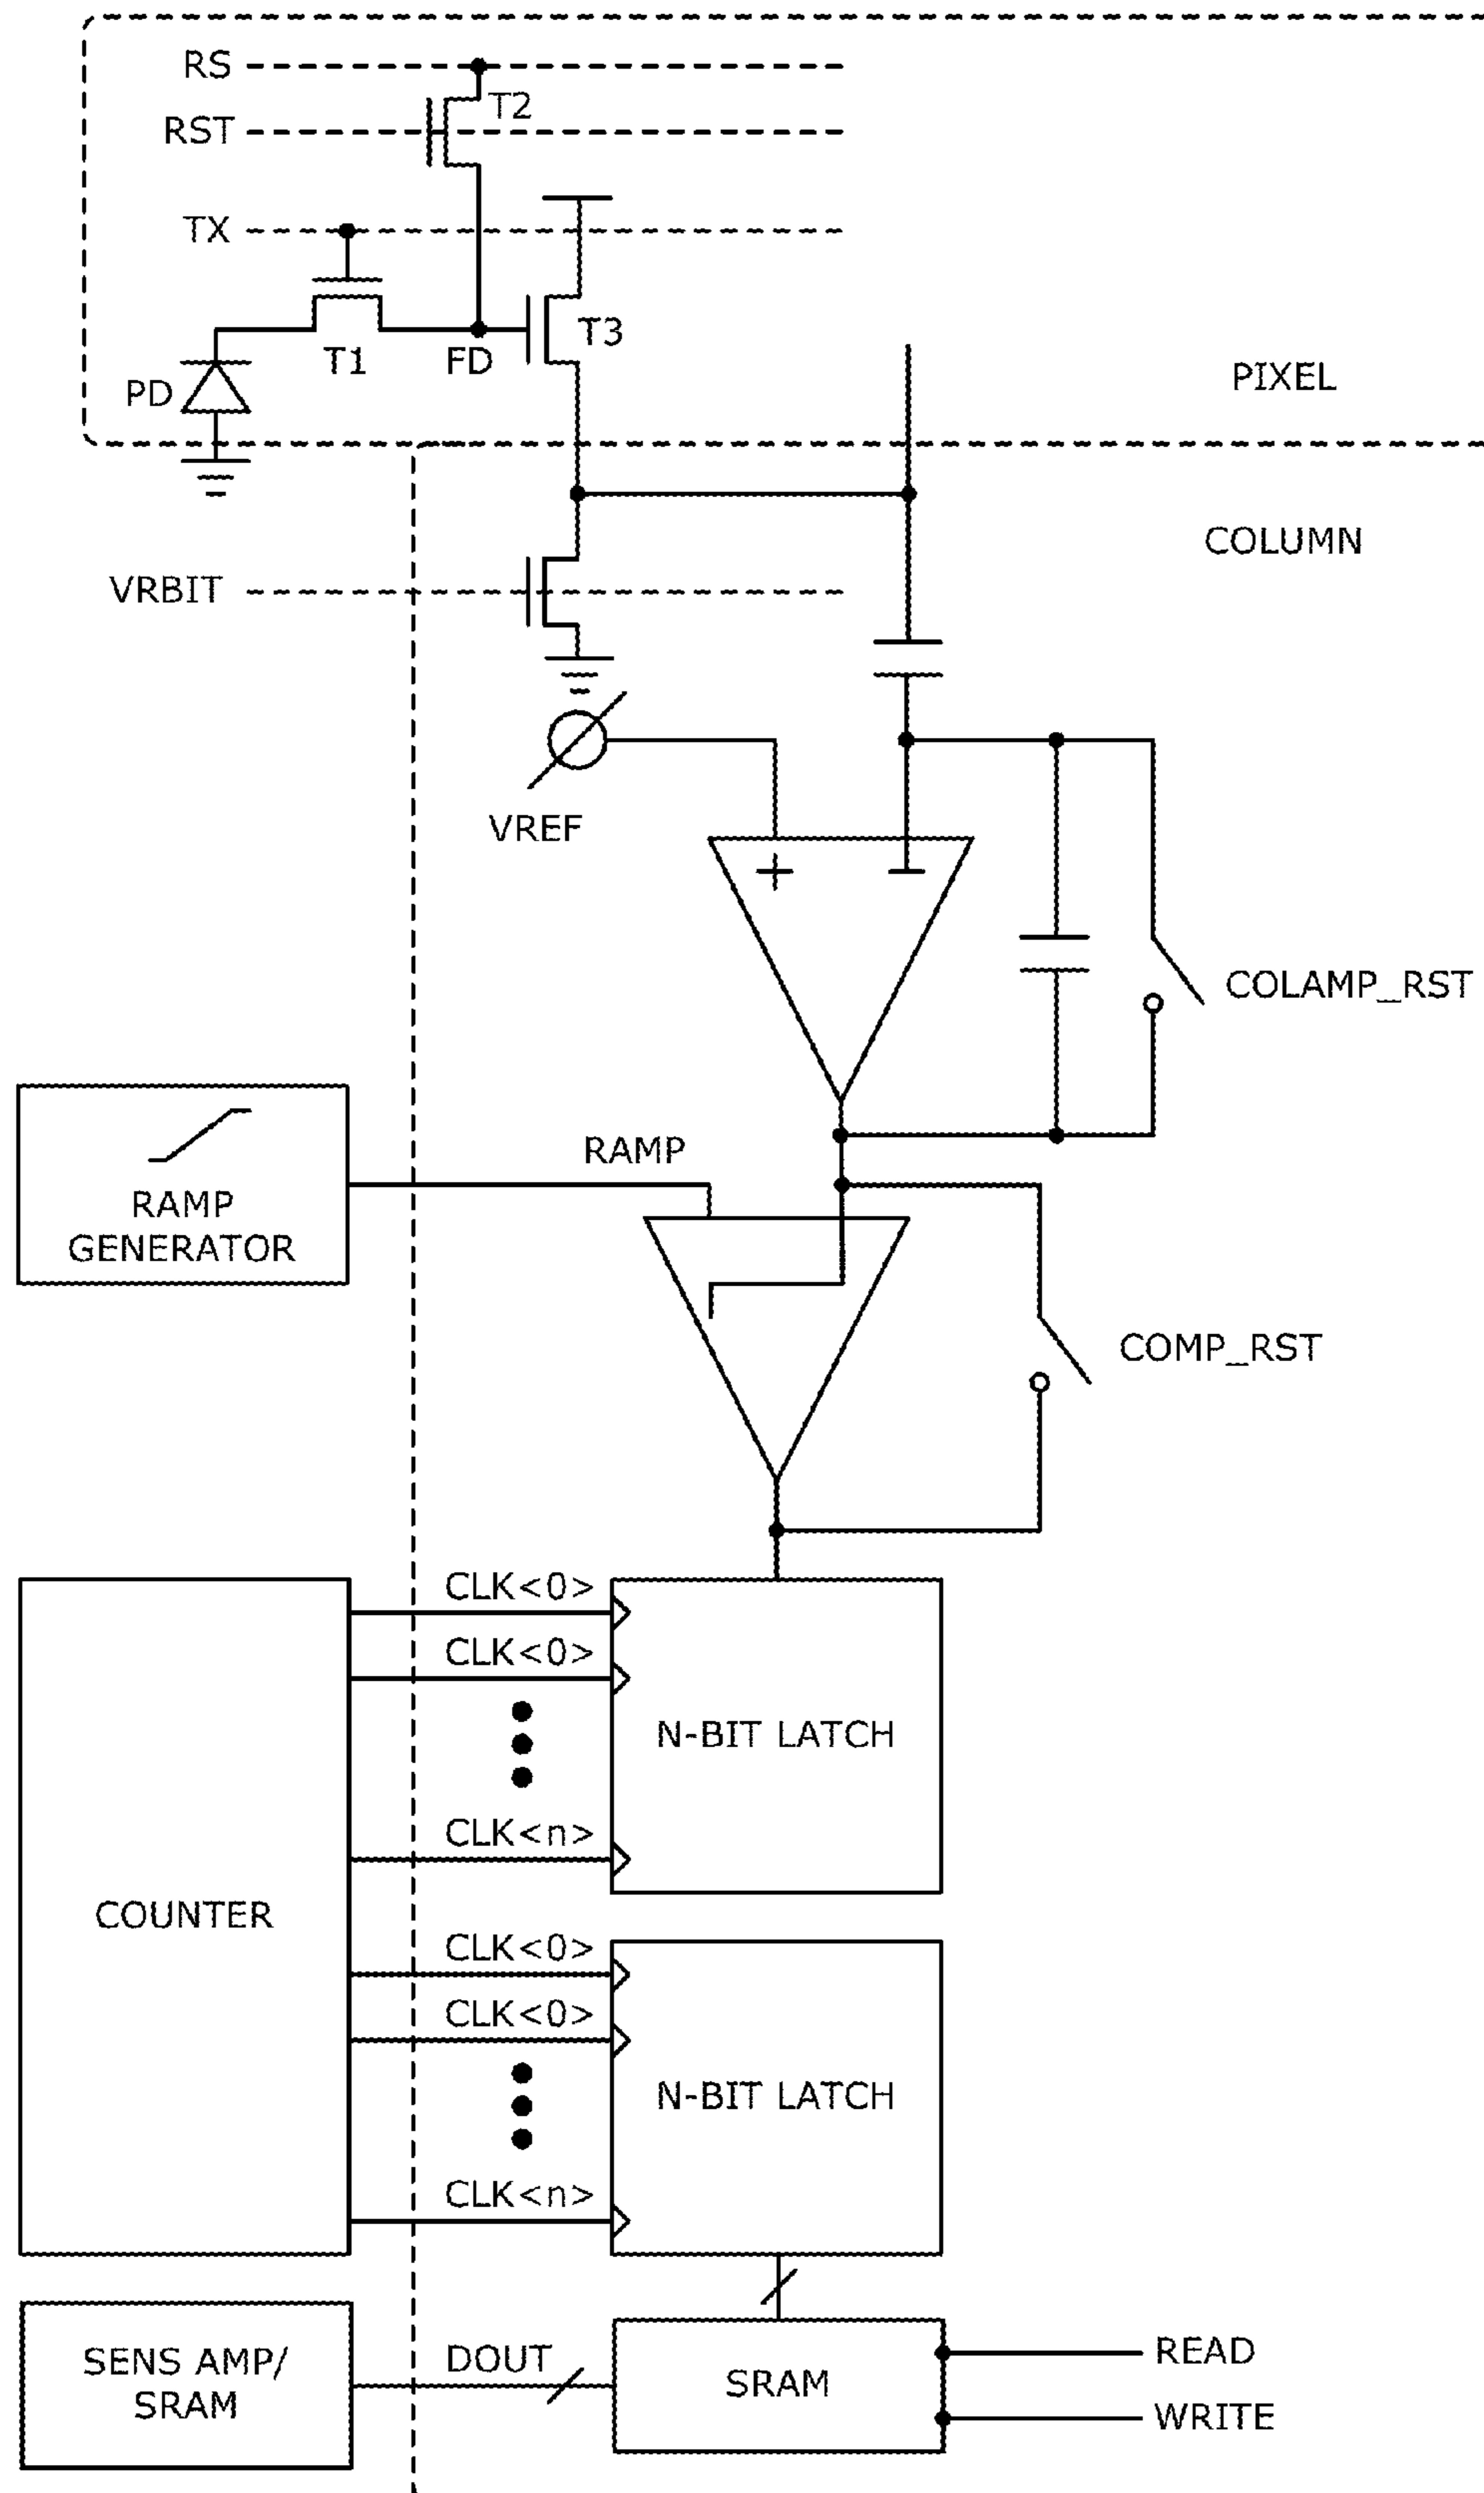 RS
T2
RST
TX
T3
T1
FD
PD
PIXEL
COLUMN
VRBIT
VREF
+
COLAMP_RST
RAMP
RAMP
GENERATOR
COMP_RST
CLK<0>
CLK<0>
N-BIT LATCH
CLK<n>
COUNTER
CLK<0>
CLK<0>
N-BIT LATCH
CLK<n>
SENS AMP/
SRAM
DOUT
SRAM
READ
WRITE